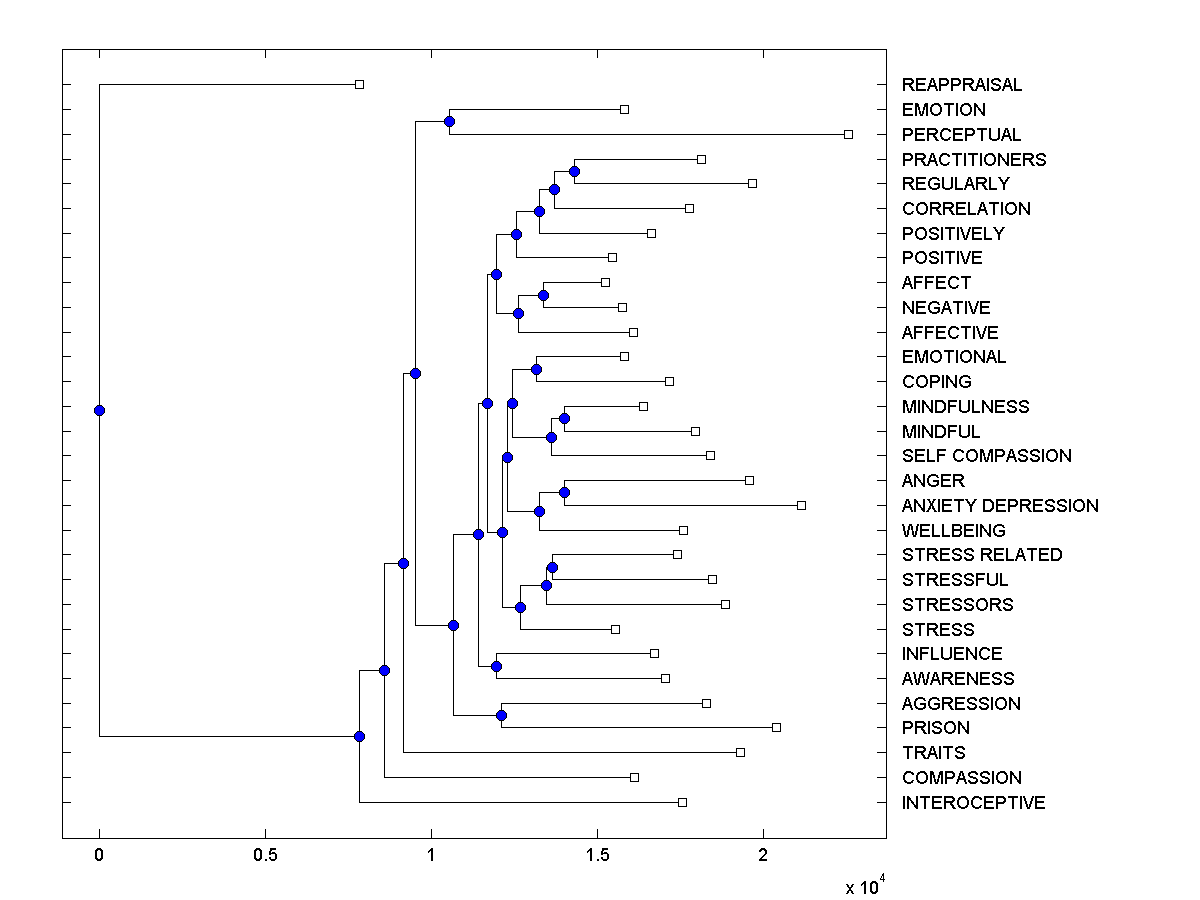 REAPPRAISAL
EMOTION
PERCEPTUAL
PRACTITIONERS
REGULARLY
CORRELATION
POSITIVELY
POSITIVE
AFFECT
NEGATIVE
AFFECTIVE
EMOTIONAL
COPING
MINDFULNESS
MINDFUL
SELF COMPASSION
ANGER
ANXIETY DEPRESSION
WELLBEING
STRESS RELATED
STRESSFUL
STRESSORS
STRESS
INFLUENCE
AWARENESS
AGGRESSION
PRISON
TRAITS
COMPASSION
INTEROCEPTIVE
0 0.5 1 1.5 2
x 10^4